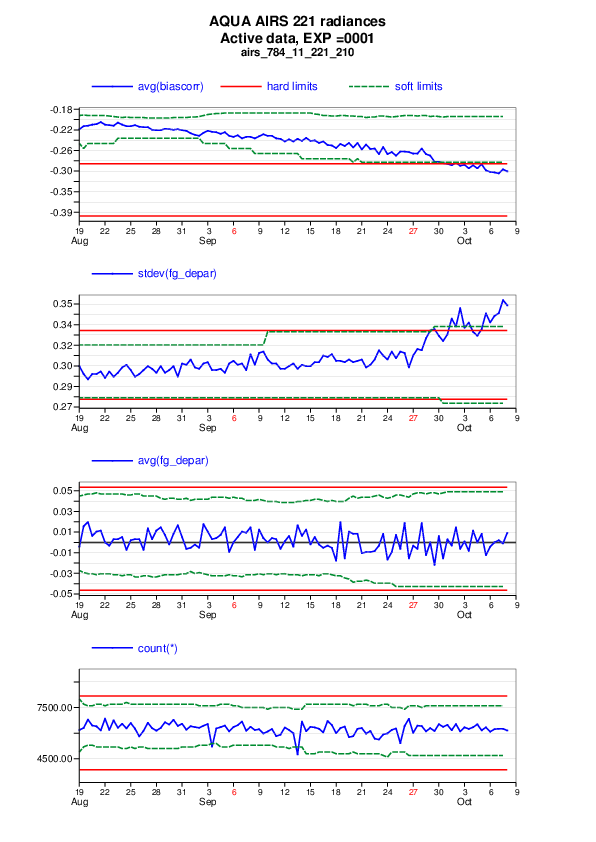 AQUA AIRS 221 radiances
Active data, EXP =0001
airs_784_11_221_210
avg(biascorr) hard limits soft limits
-0.18
-0.22
-0.26
-0.30
-0.35
-0.39
19 22 25 28 31 3 6 9 12 15 18 21 24 27 30 3 6 9
Aug Sep Oct
stdev(fg_depar)
0.35
0.34
0.32
0.30
0.29
0.27
19 22 25 28 31 3 6 9 12 15 18 21 24 27 30 3 6 9
Aug Sep Oct
avg(fg_depar)
0.05
0.03
0.01
-0.01
-0.03
-0.05
19 22 25 28 31 3 6 9 12 15 18 21 24 27 30 3 6 9
Aug Sep Oct
count(*)
7500.00
4500.00
19 22 25 28 31 3 6 9 12 15 18 21 24 27 30 3 6 9
Aug Sep Oct